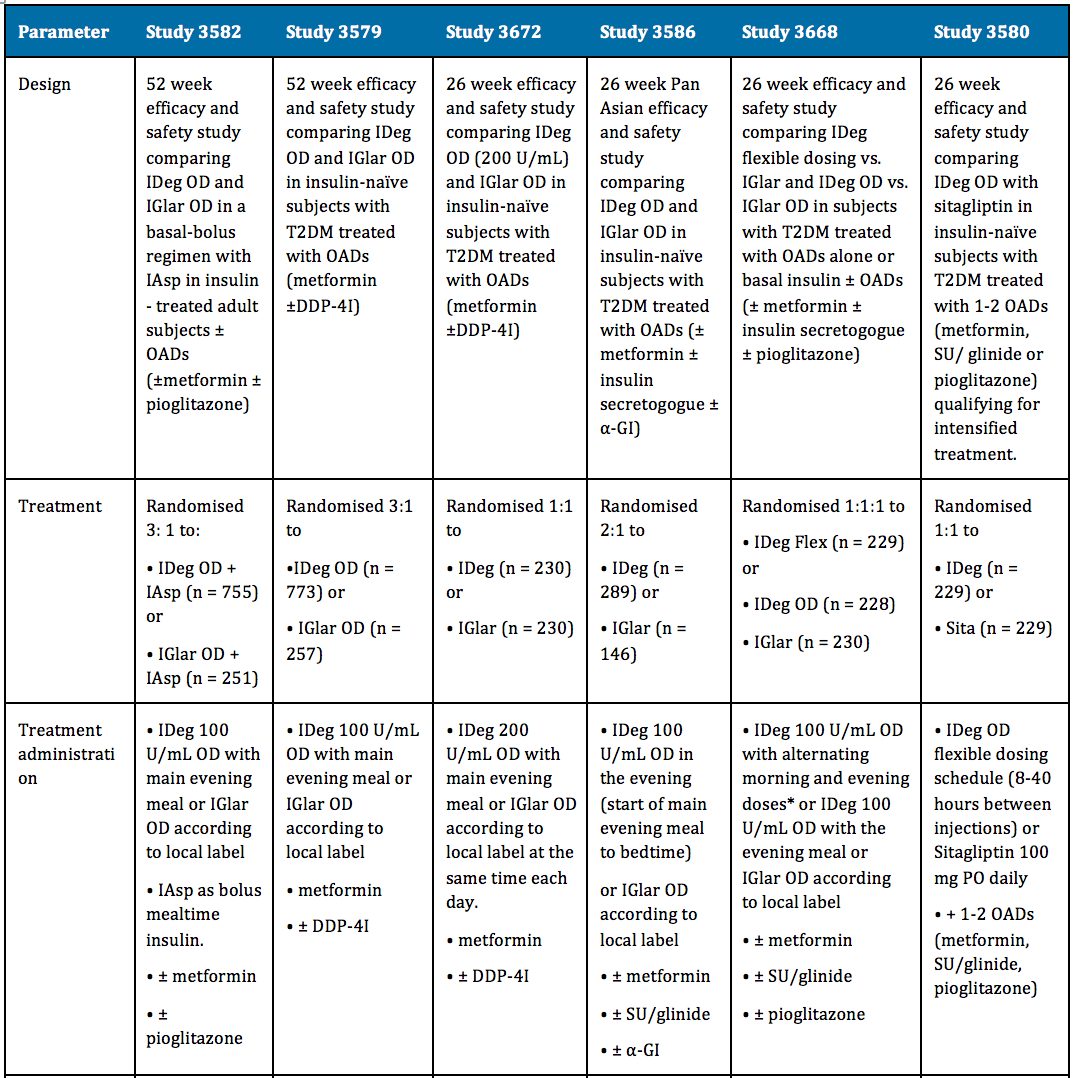 Parameter
Study 3582
Study 3579
Study 3672
Study 3586
Study 3668
Study 3580
Design
52 week
efficacy and
safety study
comparing
IDeg OD and
IGlar OD in a
basal-bolus
regimen with
IAsp in insulin
- treated adult
subjects ±
OADs
(±metformin ±
pioglitazone)
52 week efficacy
and safety study
comparing IDeg
OD and IGlar OD
in insulin-naïve
subjects with
T2DM treated
with OADs
(metformin
±DDP-4I)
26 week efficacy
and safety study
comparing IDeg
OD (200 U/mL)
and IGlar OD in
insulin-naïve
subjects with
T2DM treated
with OADs
(metformin
±DDP-4I)
26 week Pan
Asian efficacy
and safety
study
comparing
IDeg OD and
IGlar OD in
insulin-naïve
subjects with
T2DM treated
with OADs (±
metformin ±
insulin
secretogogue ±
α-GI)
26 week efficacy and
safety study
comparing IDeg
flexible dosing vs.
IGlar and IDeg OD vs.
IGlar OD in subjects
with T2DM treated
with OADs alone or
basal insulin ± OADs
(± metformin ±
insulin secretogogue
± pioglitazone)
26 week
efficacy and
safety study
comparing
IDeg OD with
sitagliptin in
insulin-naïve
subjects with
T2DM treated
with 1-2 OADs
(metformin,
SU/ glinide or
pioglitazone)
qualifying for
intensified
treatment.
Treatment
Randomised
3: 1 to:
• IDeg OD +
IAsp (n = 755)
or
• IGlar OD +
IAsp (n = 251)
Randomised 3:1
to
•IDeg OD (n =
773) or
• IGlar OD (n =
257)
Randomised 1:1
to
• IDeg (n = 230)
or
• IGlar (n = 230)
Randomised
2:1 to
• IDeg (n =
289) or
• IGlar (n =
146)
Randomised 1:1:1 to
• IDeg Flex (n = 229)
or
• IDeg OD (n = 228)
• IGlar (n = 230)
Randomised
1:1 to
• IDeg (n =
229) or
• Sita (n = 229)
Treatment
administrati
on
• IDeg 100
U/mL OD with
main evening
meal or IGlar
OD according
to local label
• IAsp as bolus
mealtime
insulin.
• ± metformin
• ±
pioglitazone
• IDeg 100 U/mL
OD with main
evening meal or
IGlar OD
according to
local label
• metformin
• ± DDP-4I
• IDeg 200
U/mL OD with
main evening
meal or IGlar OD
according to
local label at the
same time each
day.
• metformin
• ± DDP-4I
• IDeg 100
U/mL OD in
the evening
(start of main
evening meal
to bedtime)
or IGlar OD
according to
local label
• ± metformin
• ± SU/glinide
• ± α-GI
• IDeg 100 U/mL OD
with alternating
morning and evening
doses* or IDeg 100
U/mL OD with the
evening meal or
IGlar OD according
to local label
• ± metformin
• ± SU/glinide
• ± pioglitazone
• IDeg OD
flexible dosing
schedule (8-40
hours between
injections) or
Sitagliptin 100
mg PO daily
• + 1-2 OADs
(metformin,
SU/glinide,
pioglitazone)